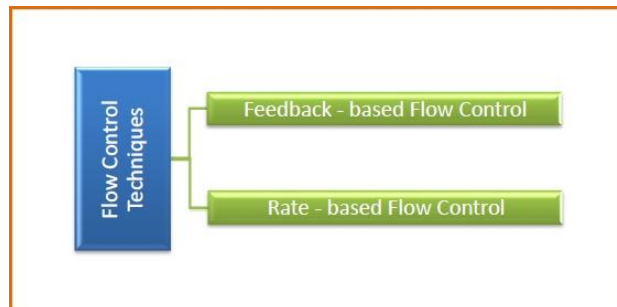 Flow Control
Techniques
Feedback - based Flow Control
Rate - based Flow Control